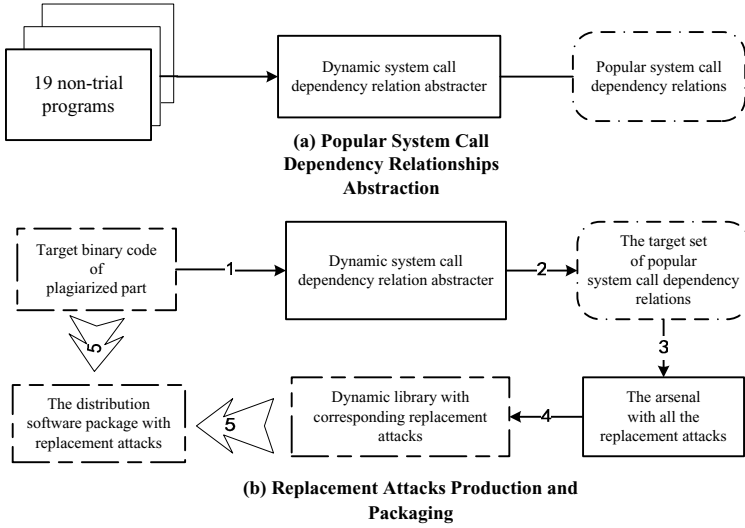 19 non-trial
programs
Dynamic system call
dependency relation abstracter
Popular system call
dependency relations
(a) Popular System Call
Dependency Relationships
Abstraction
Target binary code
of
plagiarized part
1
Dynamic system call
dependency relation abstracter
2
The target set
of popular
system call dependency
relations
3
5
The distribution
software package with
replacement attacks
5
Dynamic library with
corresponding replacement
attacks
4
The arsenal
with all the
replacement attacks
(b) Replacement Attacks Production and
Packaging